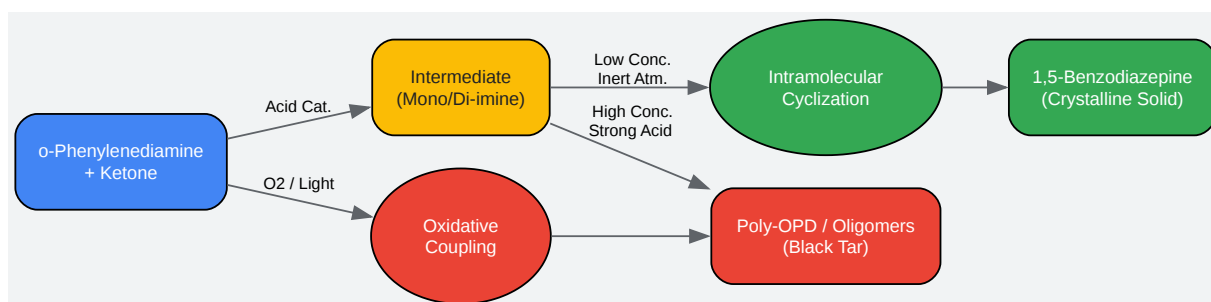 o-Phenylenediamine
+ Ketone
Acid Cat.
O2 / Light
Intermediate
(Mono/Di-imine)
Oxidative
Coupling
Low Conc.
Inert Atm.
High Conc.
Strong Acid
Intramolecular
Cyclization
Poly-OPD / Oligomers
(Black Tar)
1,5-Benzodiazepine
(Crystalline Solid)